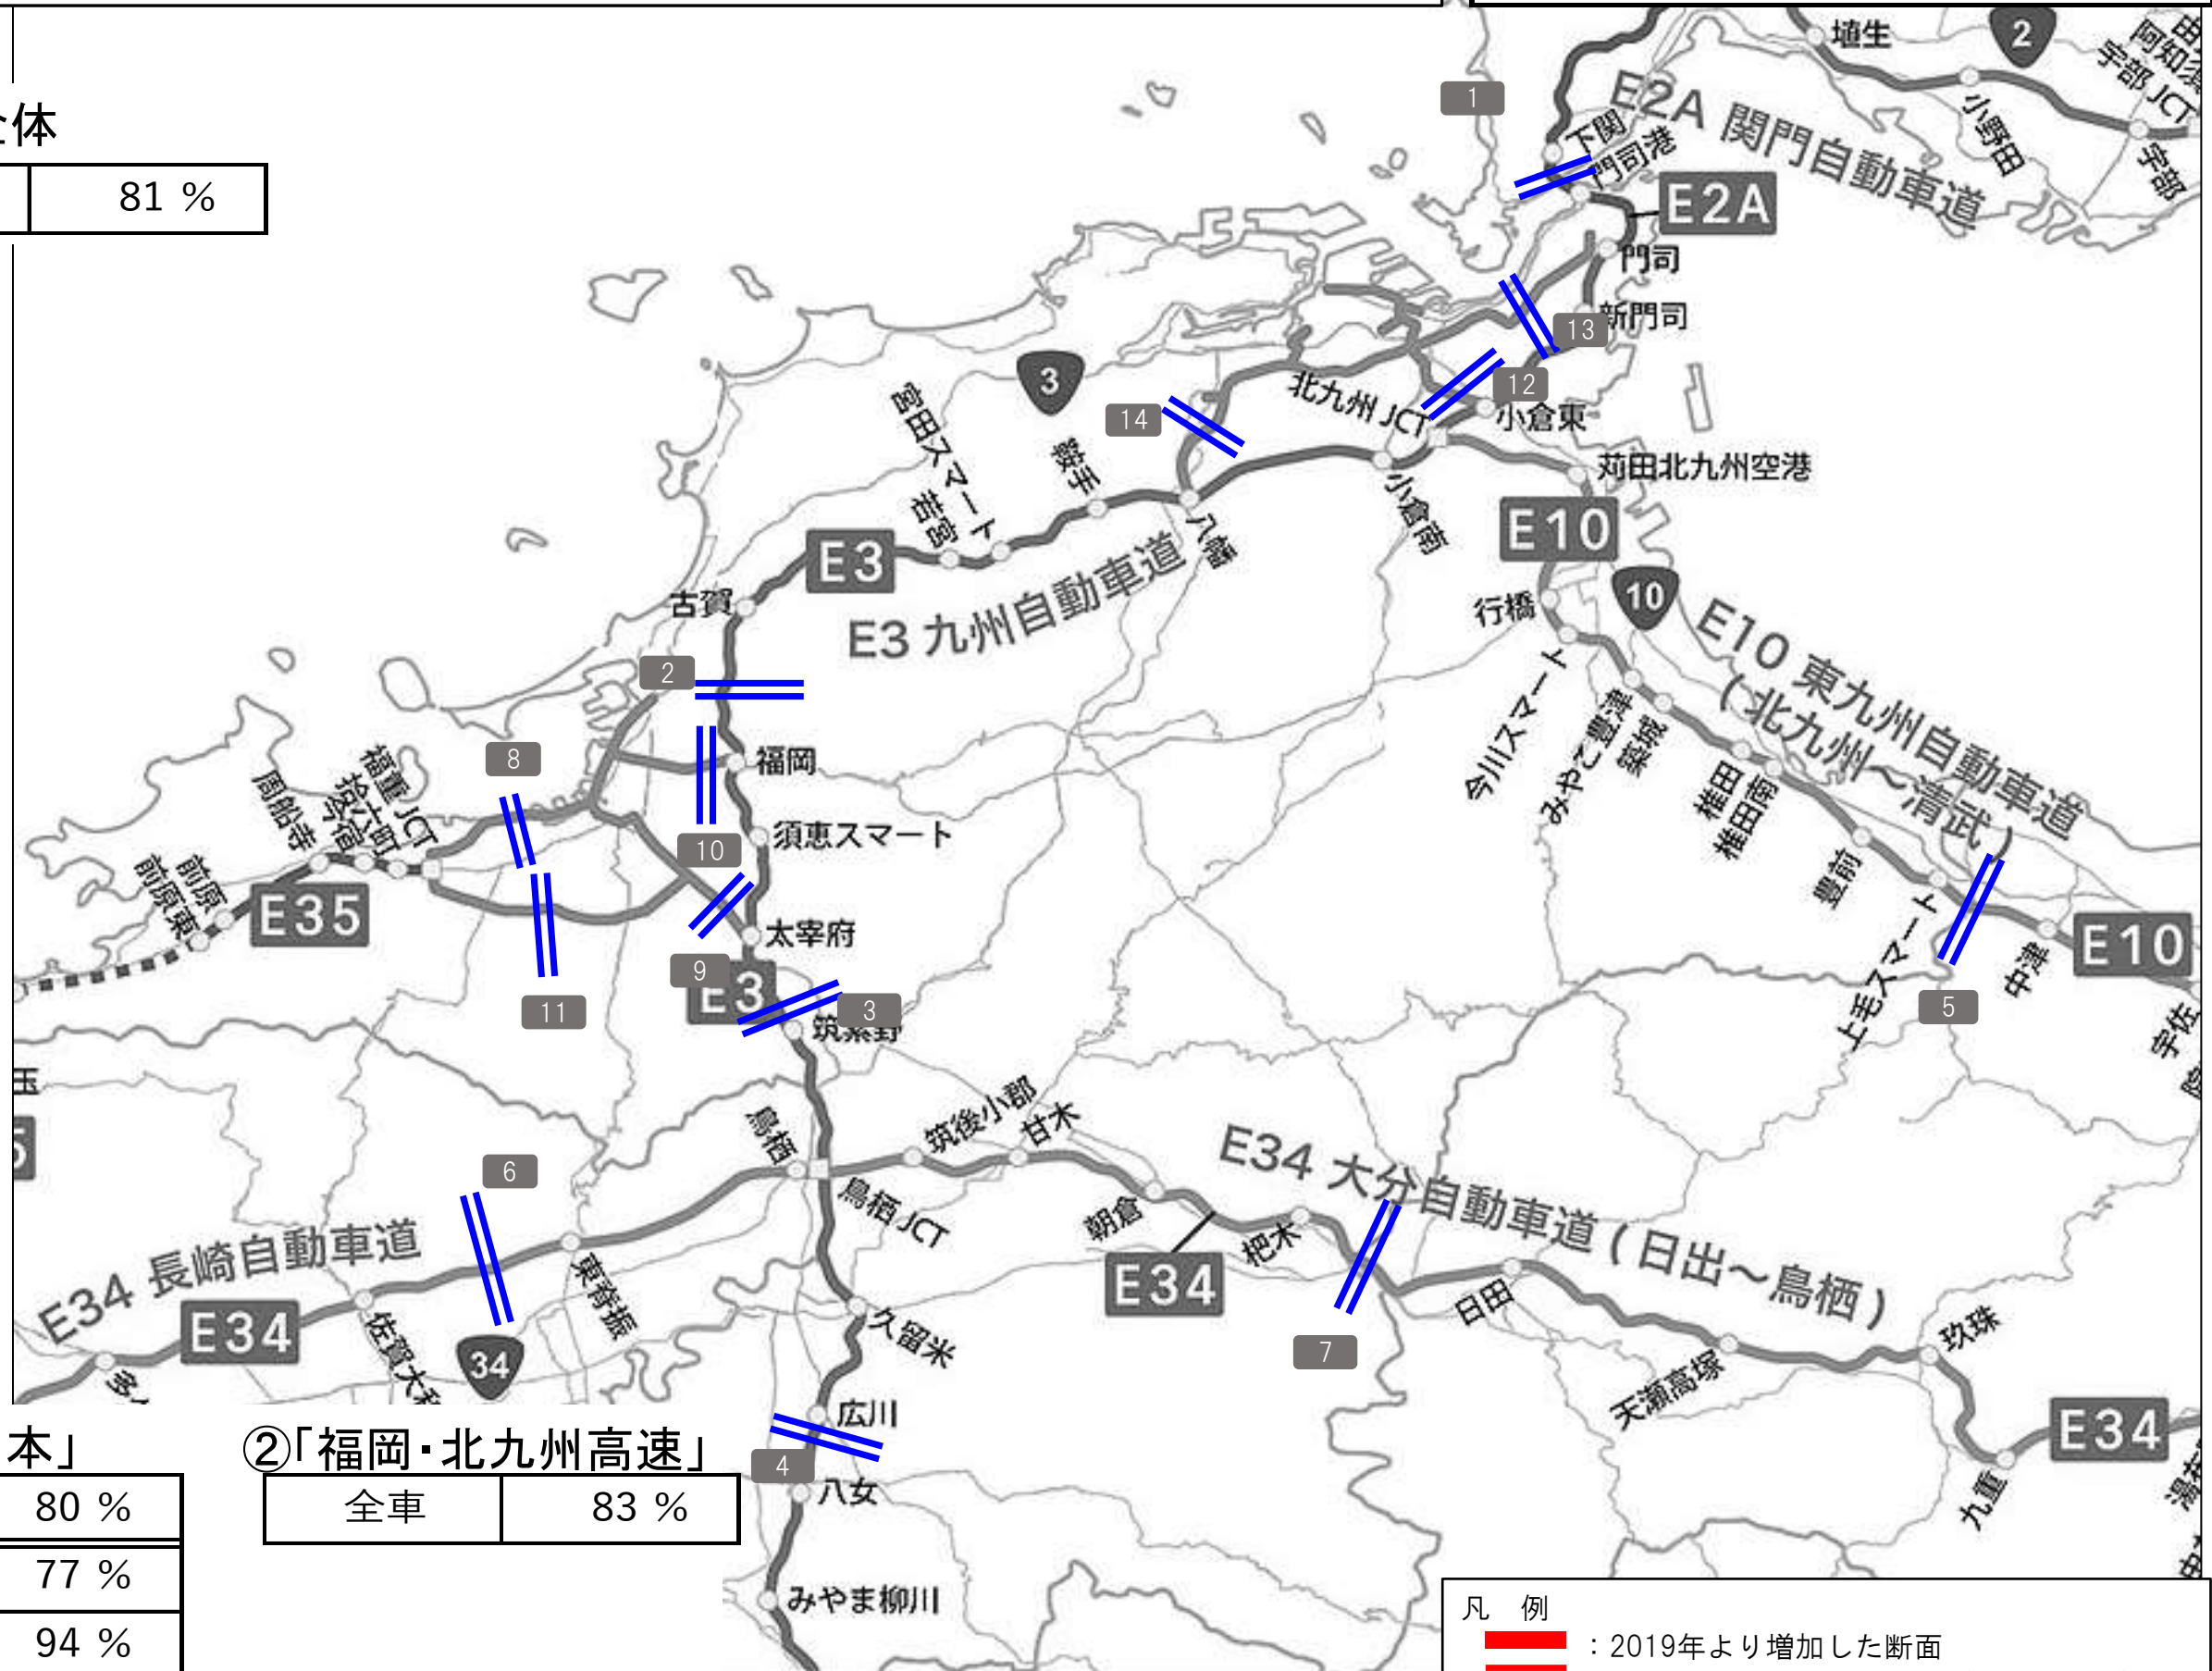 全体
81 %
1
2
埴生
宇部 JCT
小野田
宇部
E2A 関門自動車道
下関
門司港
E2A
門司
新門司
13
12
3
14
北九州 JCT
小倉東
苅田北九州空港
宮田スマート
若宮
鞍手
八幡
小倉南
E10
E3
古賀
E3 九州自動車道
行橋
10
E10 東九州自動車道
(北九州～清武)
今川スマート
みやこ豊津
築城
椎田
椎田南
豊前
上毛スマート
中津
E10
5
宇佐
2
8
福岡
須恵スマート
10
福重 JCT
拾六町
今宿
周船寺
前原
前原東
E35
太宰府
9
E3
3
筑紫野
11
6
鳥栖
筑後小郡
甘木
鳥栖 JCT
朝倉
杷木
E34 大分自動車道 (日出～鳥栖)
E34
E34 長崎自動車道
E34
東脊振
佐賀大和
34
久留米
7
日田
天瀬高塚
玖珠
九重
E34
広川
4
八女
みやま柳川
本」
80 %
77 %
94 %
②「福岡・北九州高速」
全車 83 %
凡 例
：2019年より増加した断面